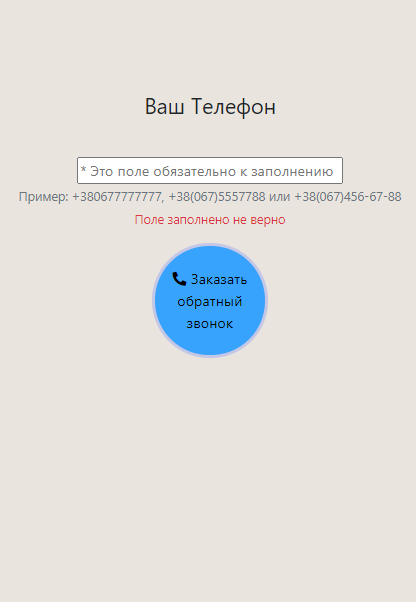 Ваш Телефон
* Это поле обязательно к заполнению
Пример: +380677777777, +38(067)5557788 или +38(067)456-67-88
Поле заполнено не верно
Заказать
обратный
звонок